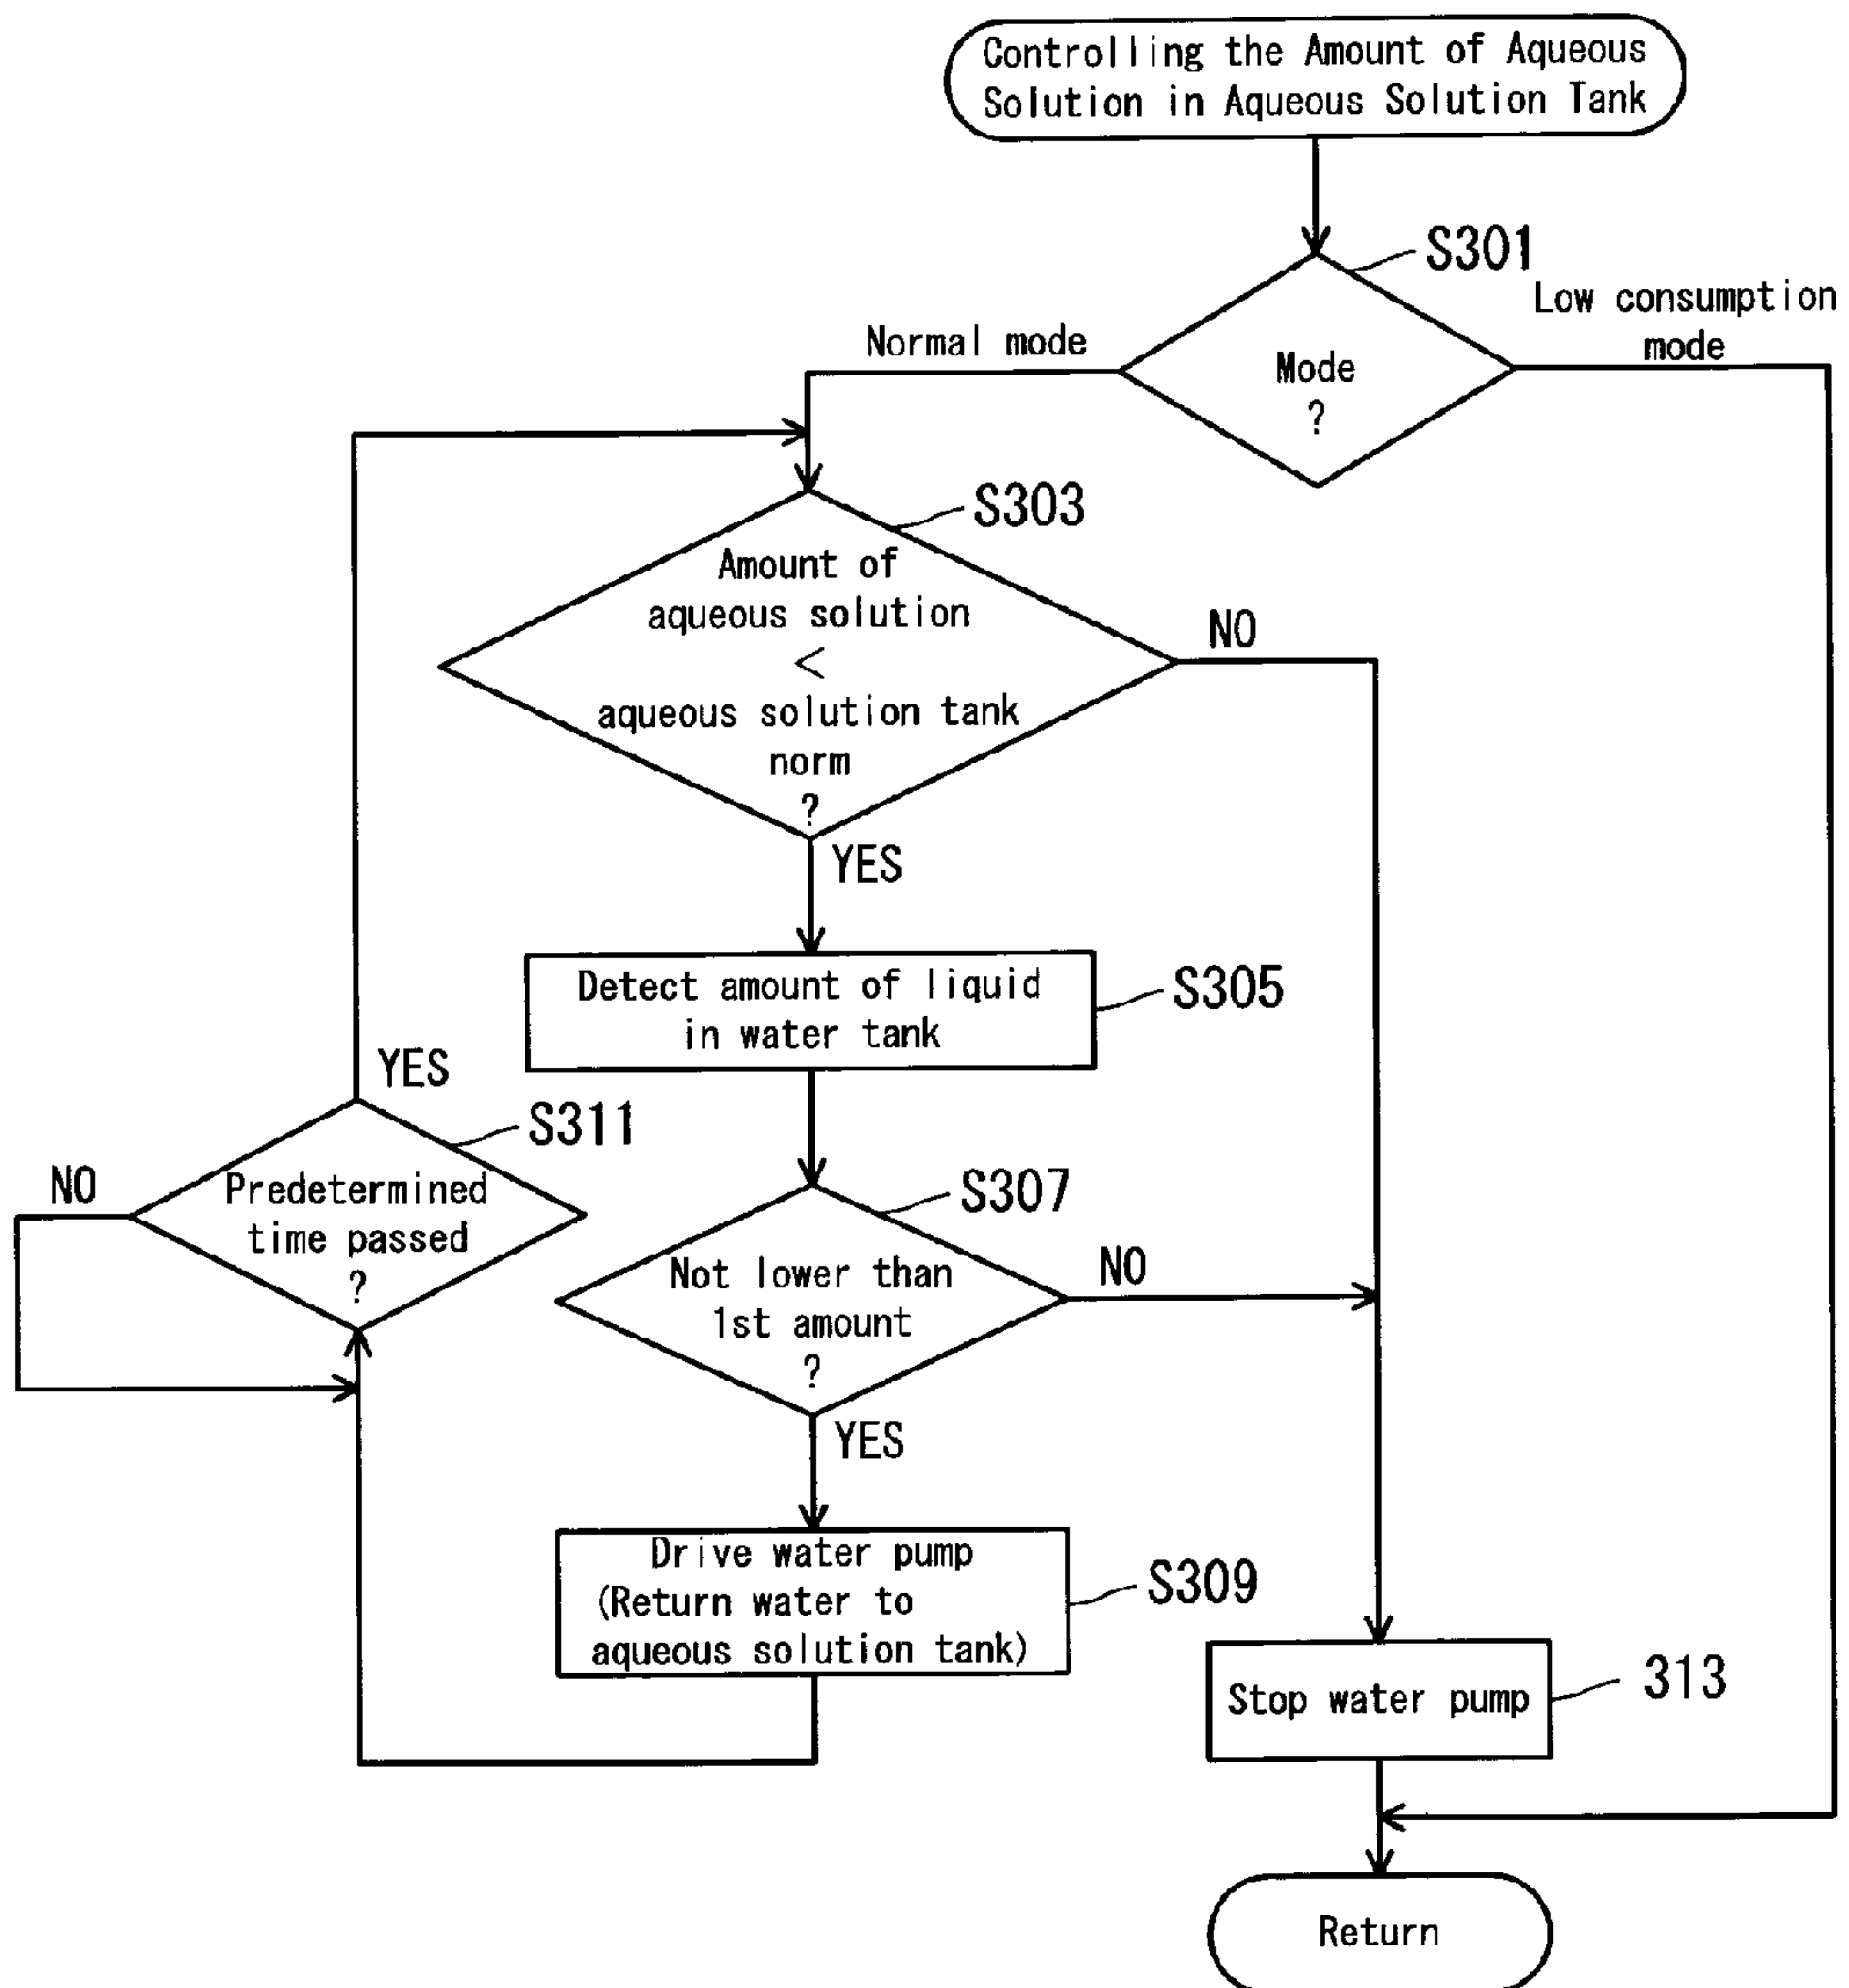 Controlling the Amount of Aqueous
Solution in Aqueous Solution Tank
S301
Low consumption
mode
Normal mode
Mode
?
S303
Amount of
aqueous solution
<
aqueous solution tank
norm
?
NO
YES
Detect amount of liquid
in water tank
S305
YES
S311
NO
Predetermined
time passed
?
S307
Not lower than
1st amount
?
NO
YES
Drive water pump
(Return water to
aqueous solution tank)
S309
Stop water pump
313
Return